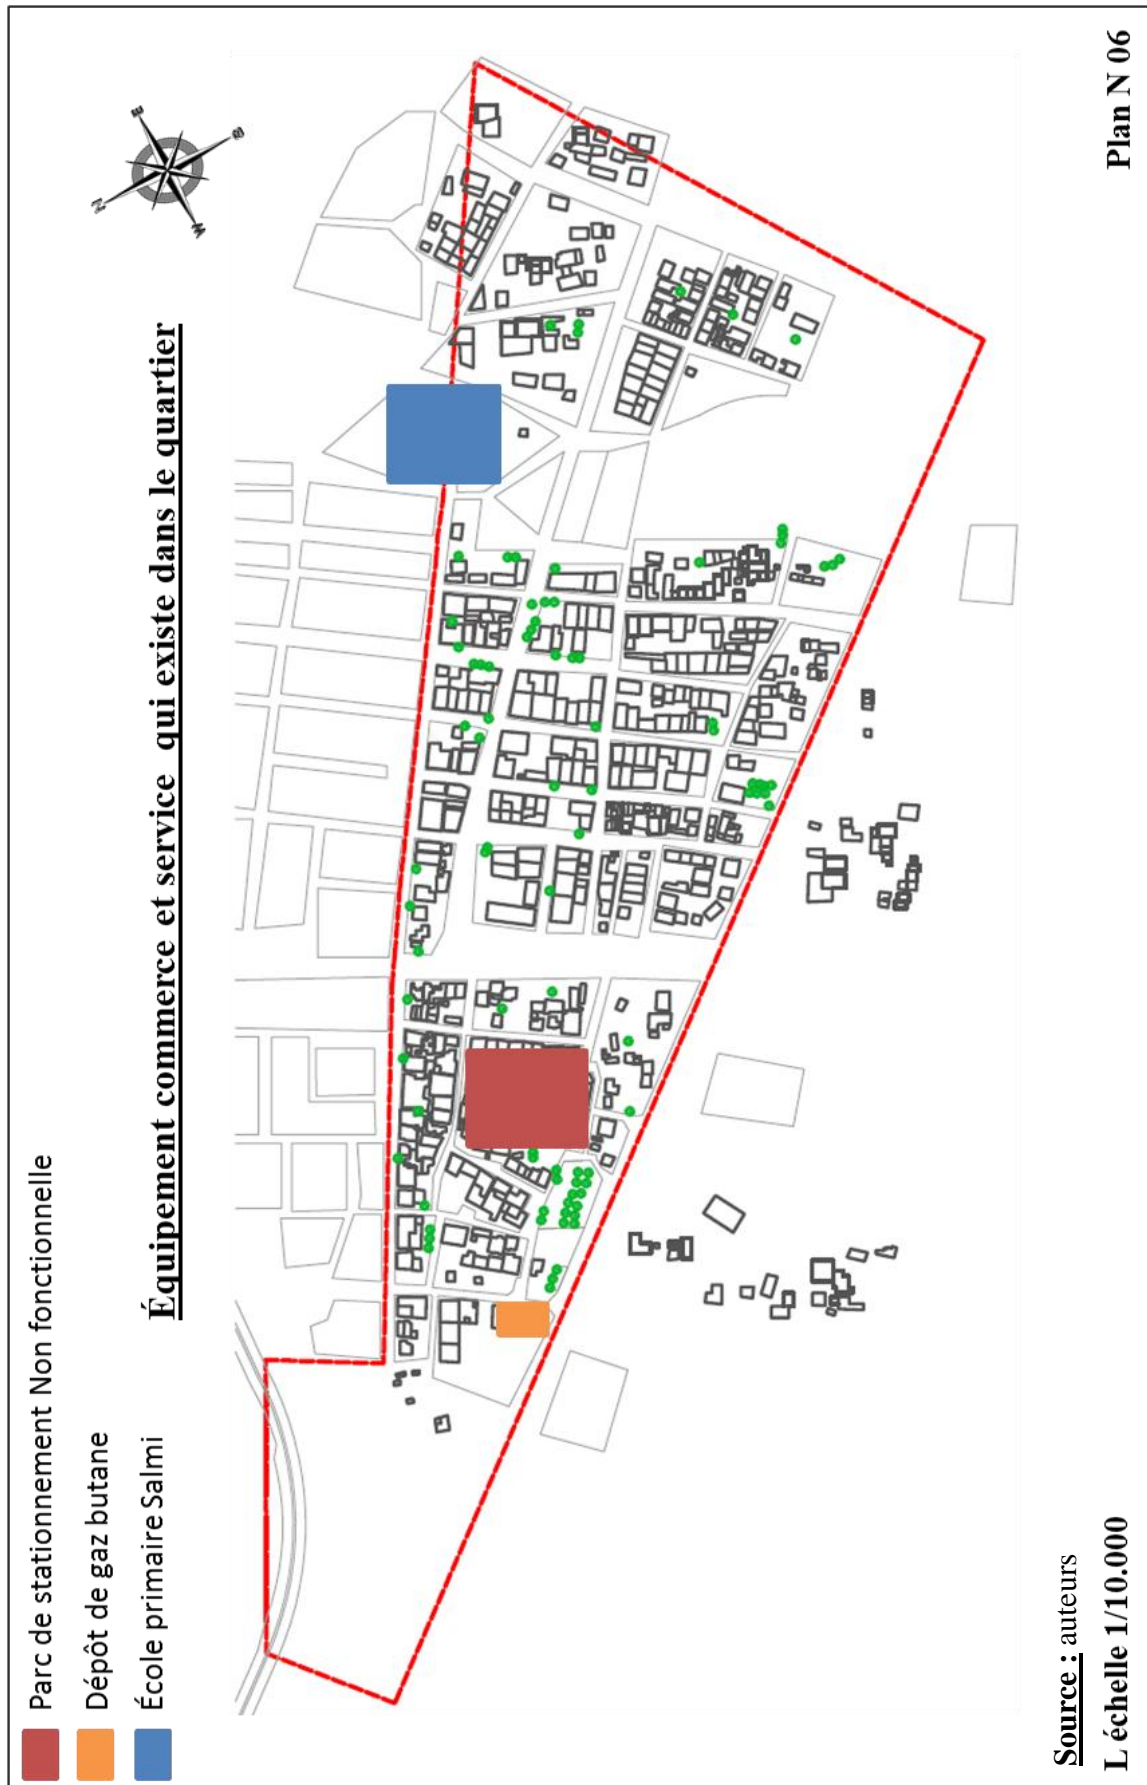 Équipement commerce et service qui existe dans le quartier
N
E
S
W
Parc de stationnement Non fonctionnelle
Dépôt de gaz butane
École primaire Salmi
Source : auteurs
L échelle 1/10.000
Plan N 06